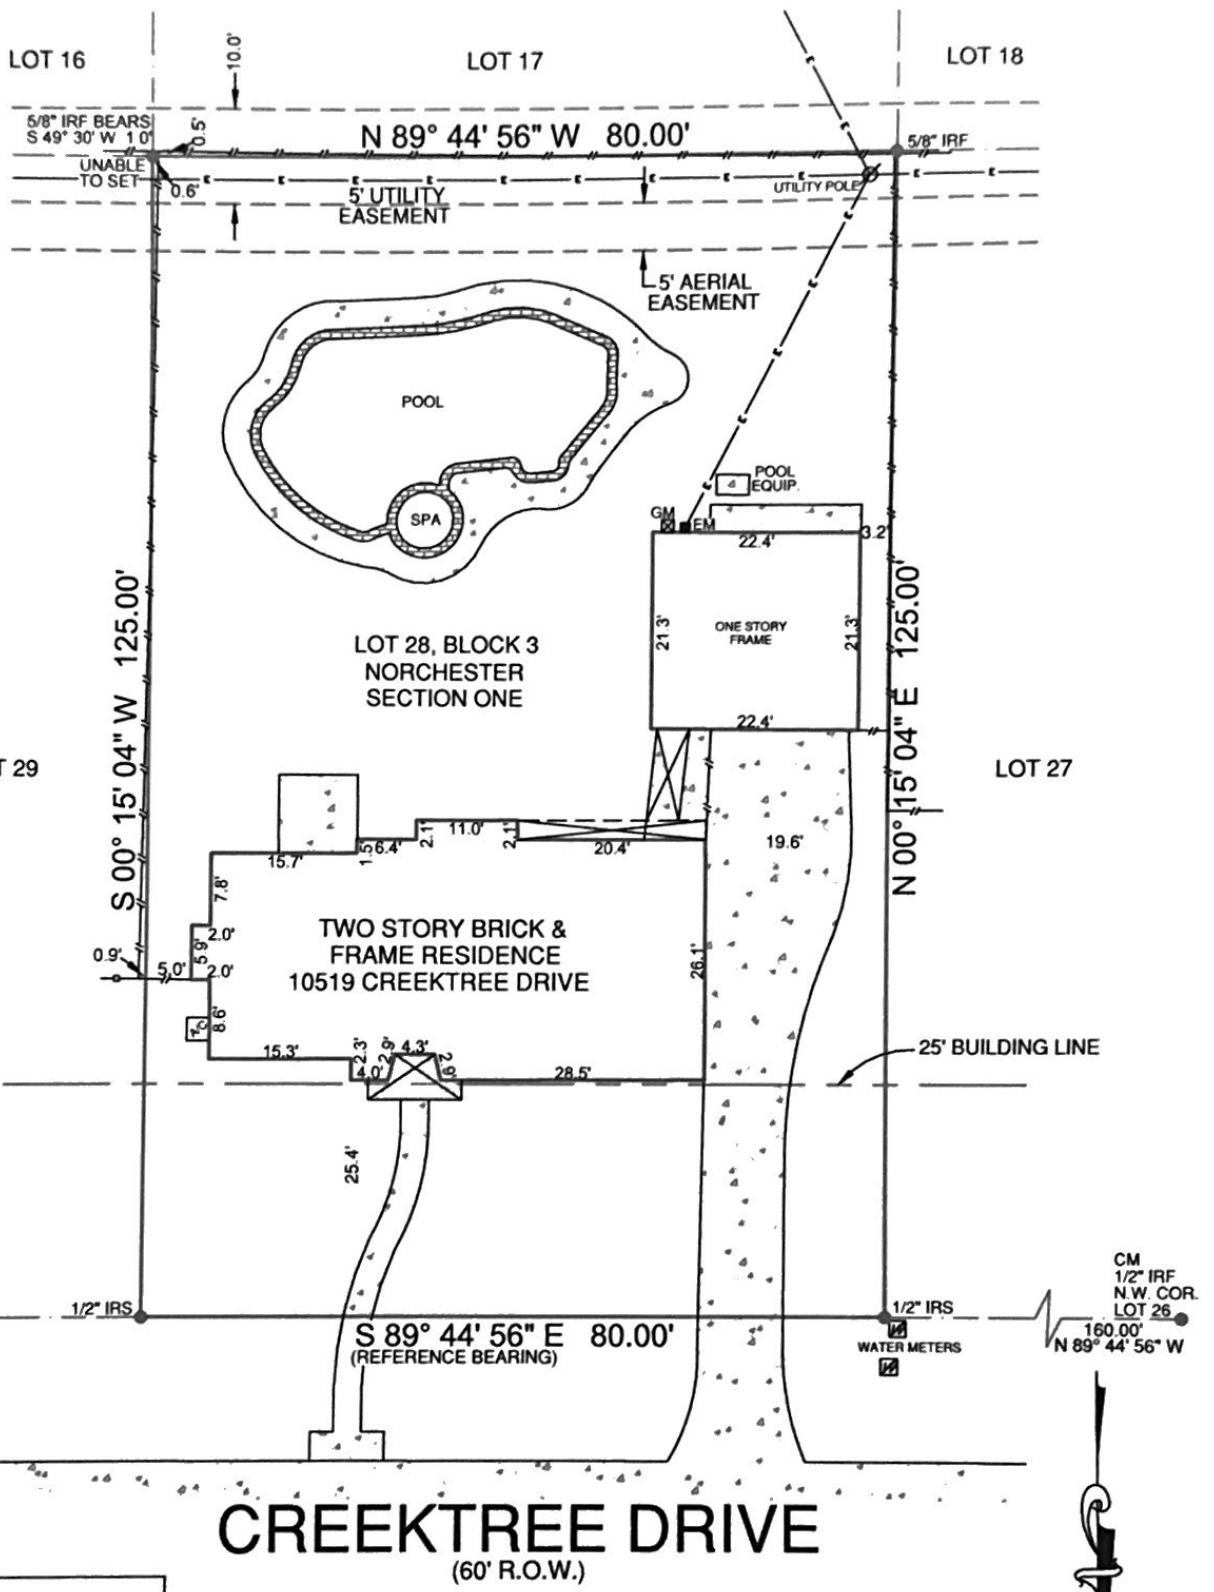 LOT 16
10.0'
LOT 17
LOT 18
5/8" IRF BEARS
S 49° 30' W 1 0'
0.5'
N 89° 44' 56" W 80.00'
5/8" IRF
UNABLE
TO SET
0.6'
5' UTILITY
EASEMENT
UTILITY POLE
5' AERIAL
EASEMENT
POOL
SPA
POOL
EQUIP.
GM
EM
22.4'
3.2'
21.3'
ONE STORY
FRAME
21.3'
22.4'
S 00° 15' 04" W 125.00'
N 00° 15' 04" E 125.00'
LOT 28, BLOCK 3
NORCHESTER
SECTION ONE
T 29
LOT 27
15.7'
1.5'
6.4'
2.1'
11.0'
2.1'
20.4'
19.6'
7.8'
2.0'
5.9'
2.0'
0.9'
5.0'
8.6'
TWO STORY BRICK &
FRAME RESIDENCE
10519 CREEKTREE DRIVE
26.1'
15.3'
2.3'
4.0'
2.9'
4.3'
2.9'
28.5'
25' BUILDING LINE
25.4'
1/2" IRS
1/2" IRS
S 89° 44' 56" E 80.00'
(REFERENCE BEARING)
WATER METERS
CM
1/2" IRF
N.W. COR.
LOT 26
160.00'
N 89° 44' 56" W
CREEKTREE DRIVE
(60' R.O.W.)